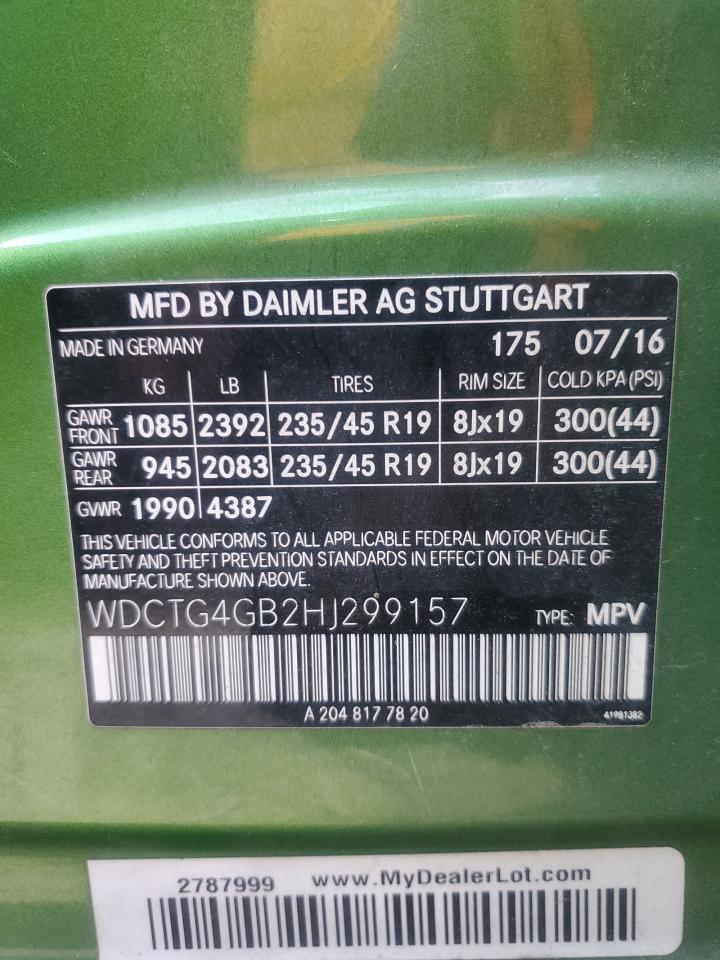 MFD BY DAIMLER AG STUTTGART
MADE IN GERMANY 175 07/16
KG LB TIRES RIM SIZE COLD KPA (PSI)
GAWR FRONT 1085 2392 235/45 R19 8Jx19 300(44)
GAWR REAR 945 2083 235/45 R19 8Jx19 300(44)
GVWR 1990 4387
THIS VEHICLE CONFORMS TO ALL APPLICABLE FEDERAL MOTOR VEHICLE
SAFETY AND THEFT PREVENTION STANDARDS IN EFFECT ON THE DATE OF
MANUFACTURE SHOWN ABOVE.
WDCTG4GB2HJ299157 TYPE: MPV
A 204 817 78 20 41981382
2787999 www.MyDealerLot.com